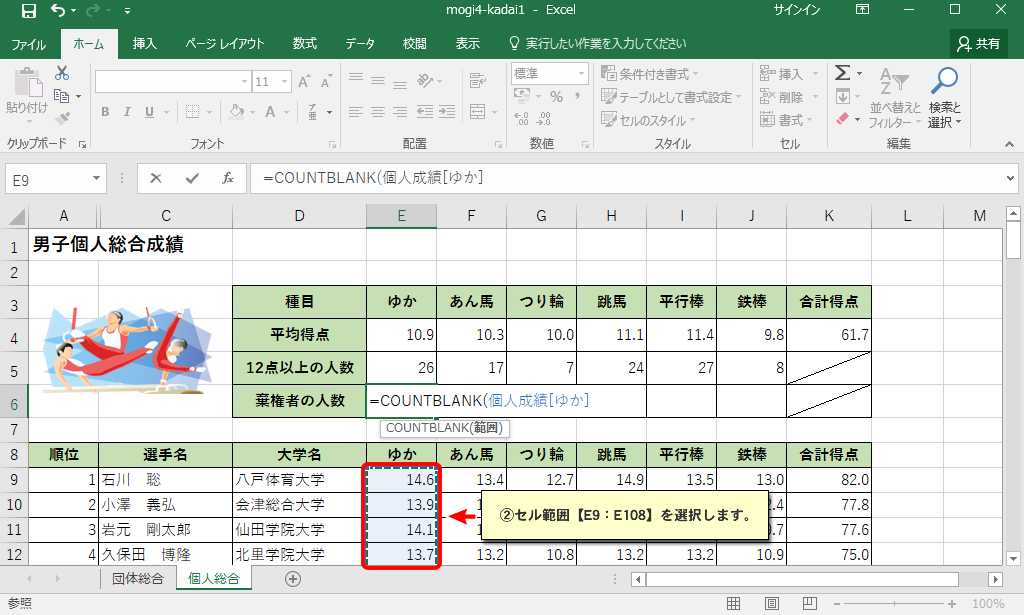 mogi4-kadai1 - Excel
サインイン
ファイル ホーム 挿入 ページ レイアウト 数式 データ 校閲 表示 実行したい作業を入力してください 共有
貼り付け
クリップボード
11
B I U
フォント
配置
標準
%
数値
条件付き書式
テーブルとして書式設定
セルのスタイル
スタイル
挿入
削除
書式
セル
並べ替えと
フィルター
検索と
選択
編集
E9 fx =COUNTBLANK(個人成績[ゆか]
A C D E F G H I J K L M
1 男子個人総合成績
2
3 種目 ゆか あん馬 つり輪 跳馬 平行棒 鉄棒 合計得点
4 平均得点 10.9 10.3 10.0 11.1 11.4 9.8 61.7
5 12点以上の人数 26 17 7 24 27 8
6 棄権者の人数 =COUNTBLANK(個人成績[ゆか]
7 COUNTBLANK(範囲)
8 順位 選手名 大学名 ゆか あん馬 つり輪 跳馬 平行棒 鉄棒 合計得点
9 1 石川 聡 八戸体育大学 14.6 13.4 12.7 14.9 13.5 13.0 82.0
10 2 小澤 義弘 会津総合大学 13.9 77.8
②セル範囲【E9：E108】を選択します。
11 3 岩元 剛太郎 仙田学院大学 14.1 77.6
12 4 久保田 博隆 北里学院大学 13.7 13.2 10.8 13.2 13.2 10.9 75.0
団体総合 個人総合
参照 100%